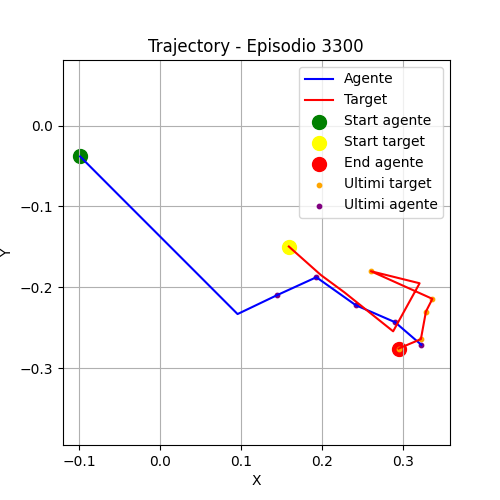 Trajectory - Episodio 3300
Agente
Target
Start agente
Start target
End agente
Ultimi target
Ultimi agente
0.0
−0.1
−0.2
−0.3
Y
−0.1
0.0
0.1
0.2
0.3
X